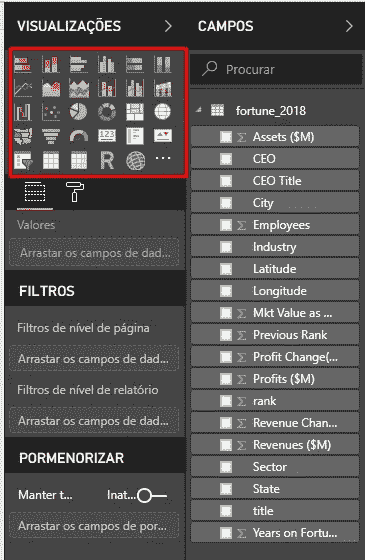 VISUALIZAÇÕES
123
R
Valores
Arrastar os campos de dad...
FILTROS
Filtros de nível de página
Arrastar os campos de dad...
Filtros de nível de relatório
Arrastar os campos de dad...
PORMENORIZAR
Manter t... Inat...
Arrastar os campos de por...
CAMPOS
Procurar
fortune_2018
Σ Assets ($M)
CEO
CEO Title
City
Σ Employees
Industry
Latitude
Longitude
Σ Mkt Value as ...
Σ Previous Rank
Σ Profit Change(...
Σ Profits ($M)
Σ rank
Σ Revenue Chan...
Σ Revenues ($M)
Sector
State
title
Σ Years on Fortu...